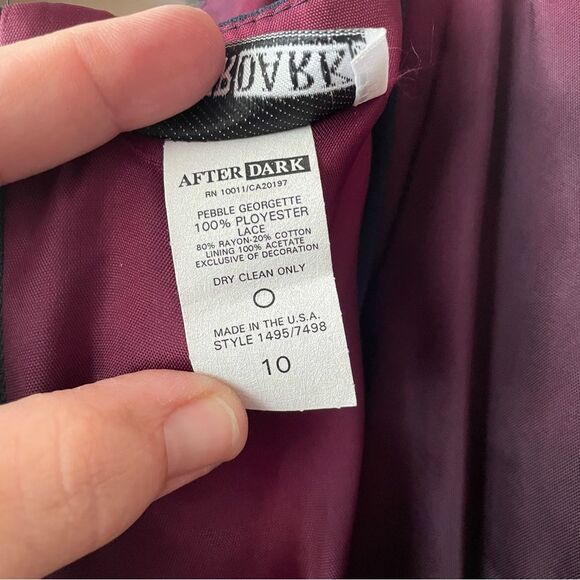 AFTER DARK
RN 10011/CA20197
PEBBLE GEORGETTE
100% PLOYESTER
LACE
80% RAYON-20% COTTON
LINING 100% ACETATE
EXCLUSIVE OF DECORATION
DRY CLEAN ONLY
MADE IN THE U.S.A.
STYLE 1495/7498
10